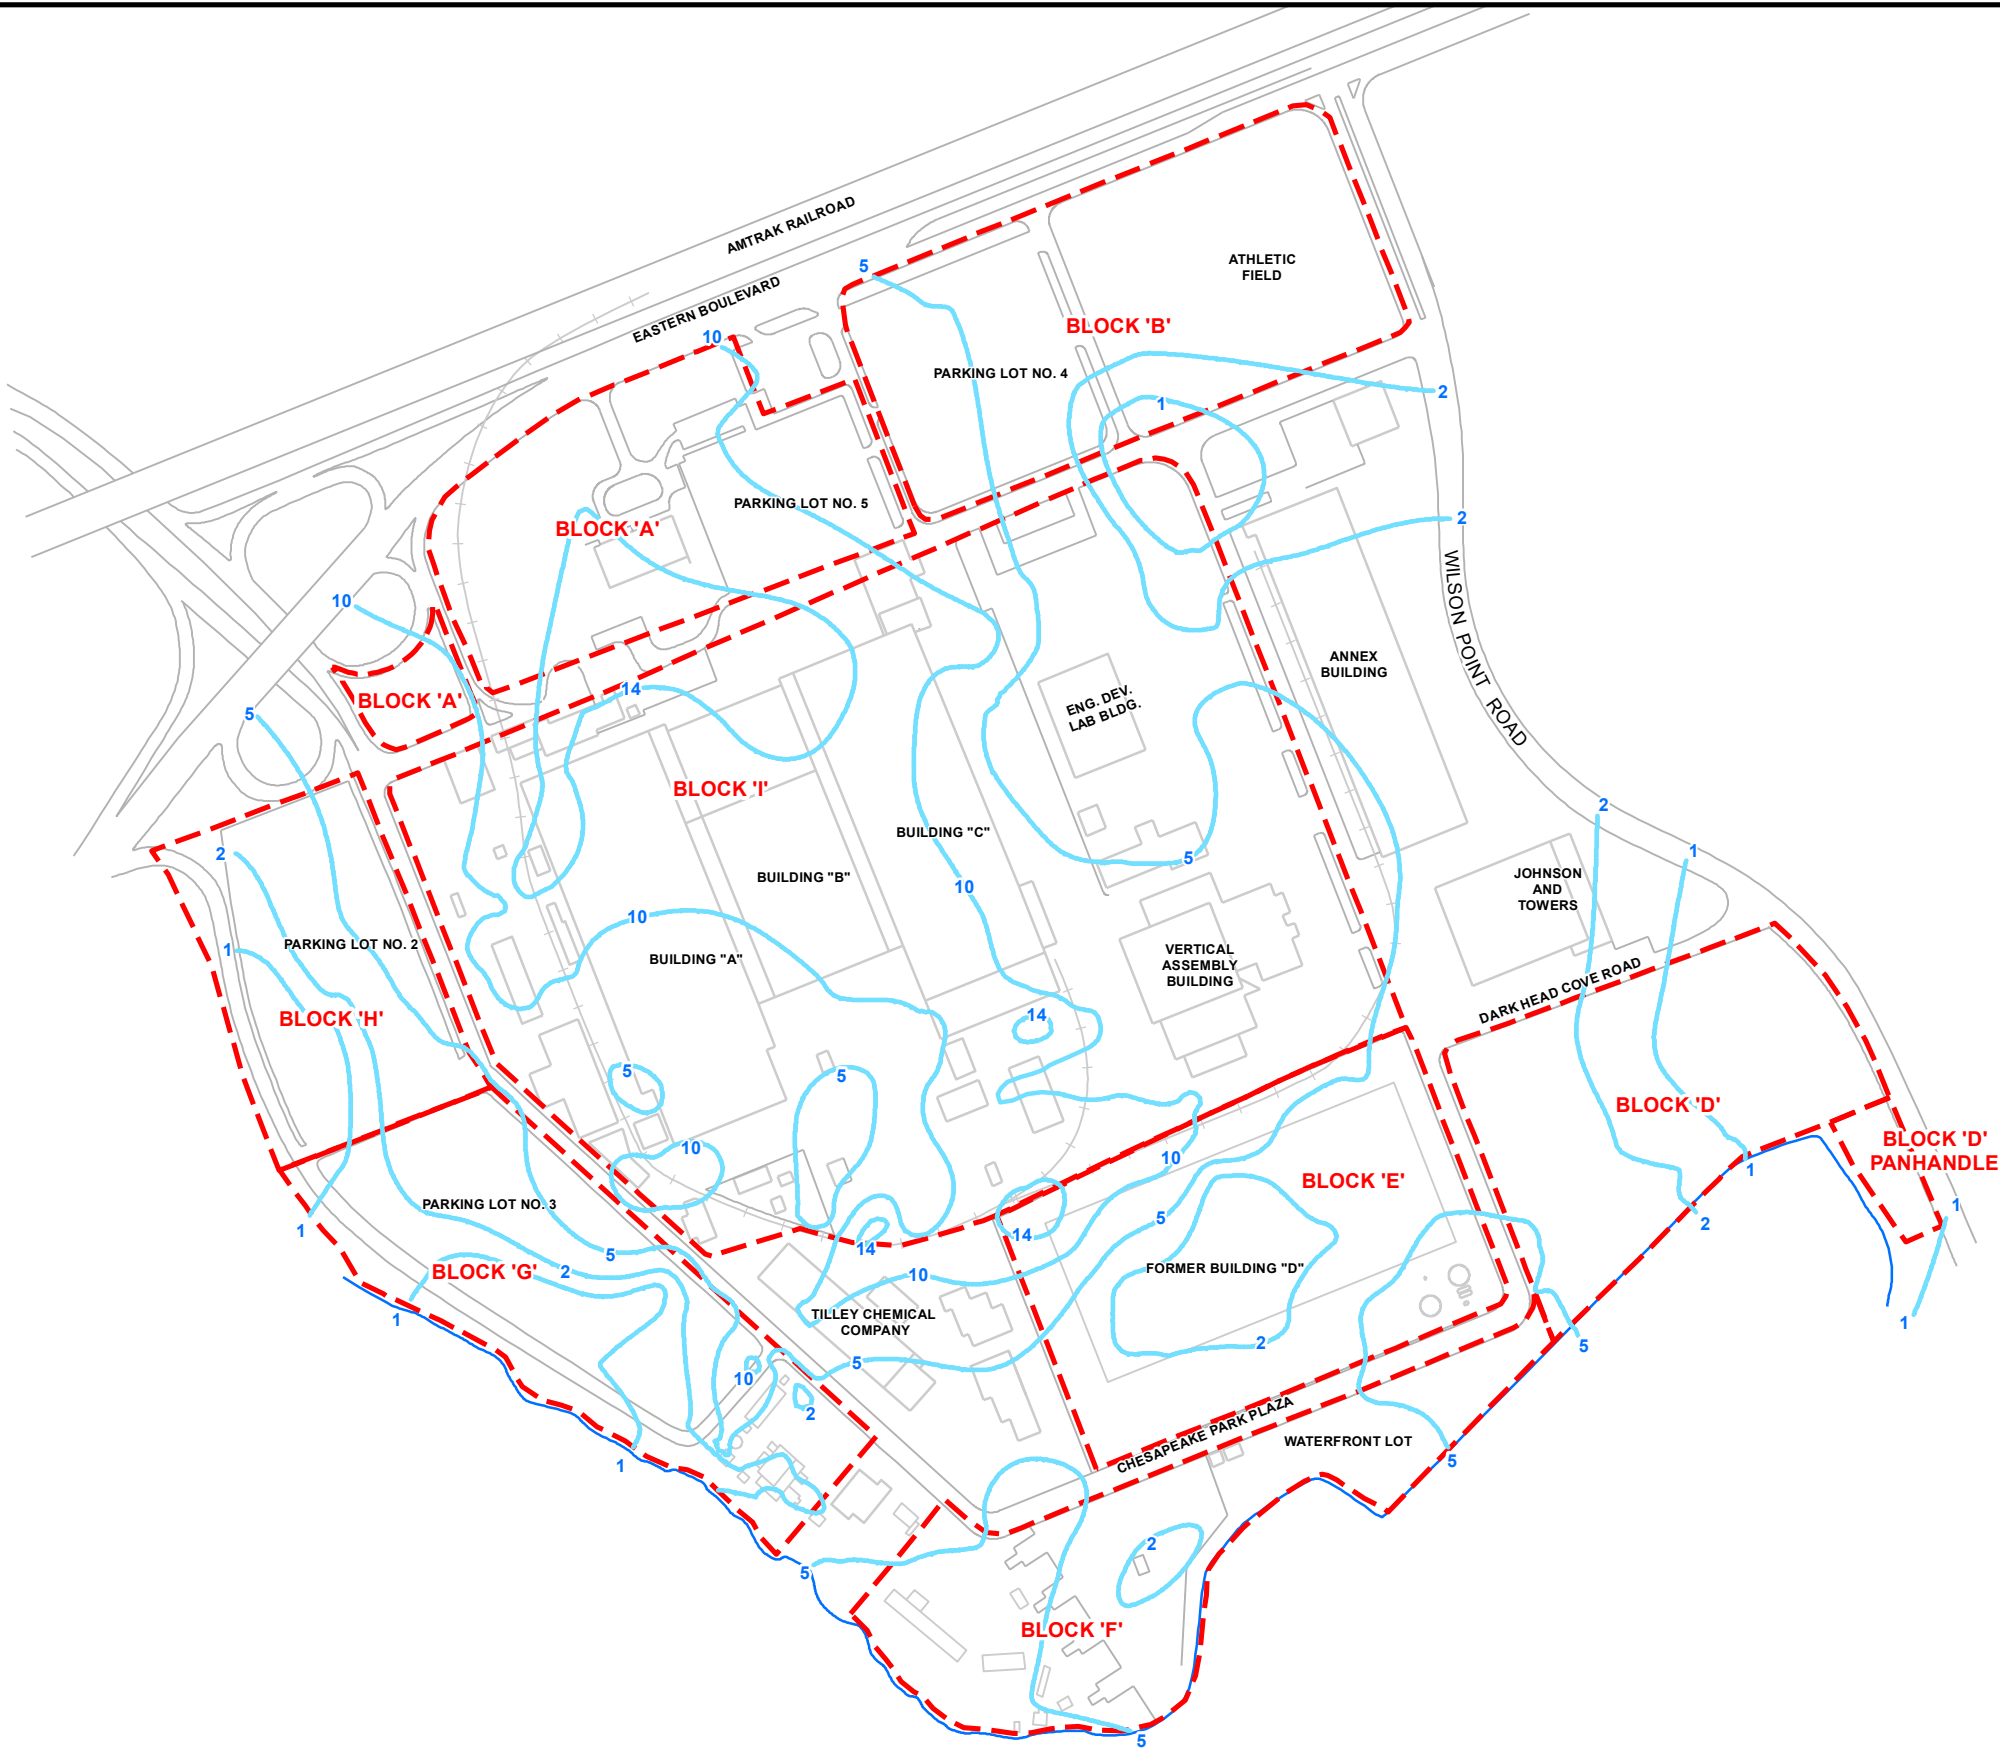 AMTRAK RAILROAD
EASTERN BOULEVARD
ATHLETIC
FIELD
5
BLOCK 'B'
10
PARKING LOT NO. 4
2
1
PARKING LOT NO. 5
BLOCK 'A'
2
WILSON POINT ROAD
10
ANNEX
BUILDING
BLOCK 'A'
14
ENG. DEV.
LAB BLDG.
5
BLOCK 'I'
2
BUILDING "C"
2
1
5
BUILDING "B"
10
JOHNSON
AND
TOWERS
10
PARKING LOT NO. 2
1
BUILDING "A"
VERTICAL
ASSEMBLY
BUILDING
DARK HEAD COVE ROAD
BLOCK 'H'
14
5
5
BLOCK 'D'
10
10
BLOCK 'D'
PANHANDLE
1
BLOCK 'E'
PARKING LOT NO. 3
1
1
5
2
14
14
5
BLOCK 'G'
2
10
FORMER BUILDING "D"
1
TILLEY CHEMICAL
COMPANY
1
2
5
5
10
2
CHESAPEAKE PARK PLAZA
WATERFRONT LOT
1
5
2
5
BLOCK 'F'
5